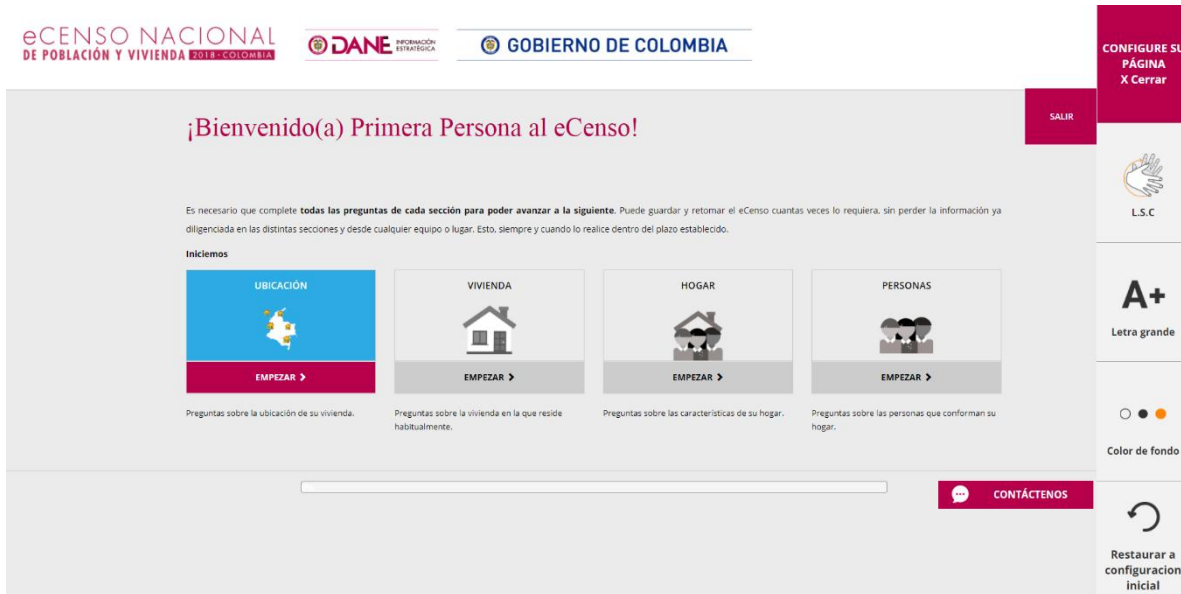 eCENSO NACIONAL
DE POBLACIÓN Y VIVIENDA 2018 - COLOMBIA
DANE INFORMACIÓN
ESTRATÉGICA
GOBIERNO DE COLOMBIA
CONFIGURE SU
PÁGINA
X Cerrar
SALIR
¡Bienvenido(a) Primera Persona al eCenso!
L.S.C
Es necesario que complete todas las preguntas de cada sección para poder avanzar a la siguiente. Puede guardar y retomar el eCenso cuantas veces lo requiera, sin perder la información ya
diligenciada en las distintas secciones y desde cualquier equipo o lugar. Esto, siempre y cuando lo realice dentro del plazo establecido.
Iniciemos
UBICACIÓN
EMPEZAR >
Preguntas sobre la ubicación de su vivienda.
VIVIENDA
EMPEZAR >
Preguntas sobre la vivienda en la que reside
habitualmente.
HOGAR
EMPEZAR >
Preguntas sobre las características de su hogar.
PERSONAS
EMPEZAR >
Preguntas sobre las personas que conforman su
hogar.
A+
Letra grande
Color de fondo
CONTÁCTENOS
Restaurar a
configuracion
inicial